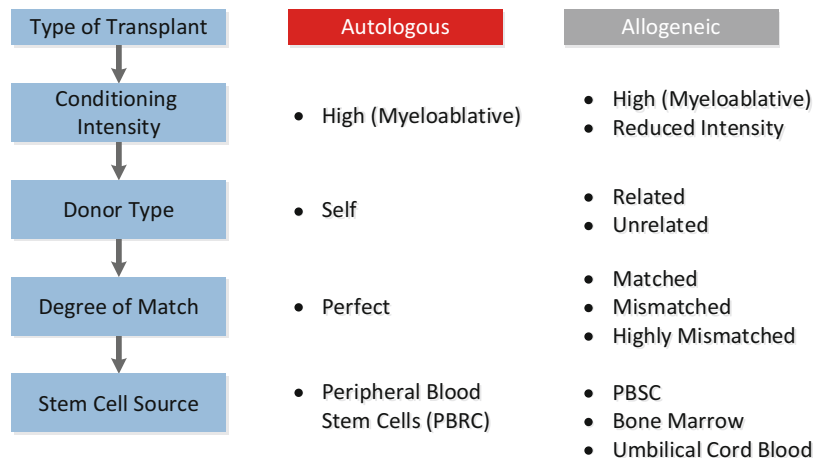 Type of Transplant
Autologous
Allogeneic
Conditioning
Intensity
• High (Myeloablative)
• High (Myeloablative)
• Reduced Intensity
Donor Type
• Self
• Related
• Unrelated
Degree of Match
• Perfect
• Matched
• Mismatched
• Highly Mismatched
Stem Cell Source
• Peripheral Blood
Stem Cells (PBRC)
• PBSC
• Bone Marrow
• Umbilical Cord Blood